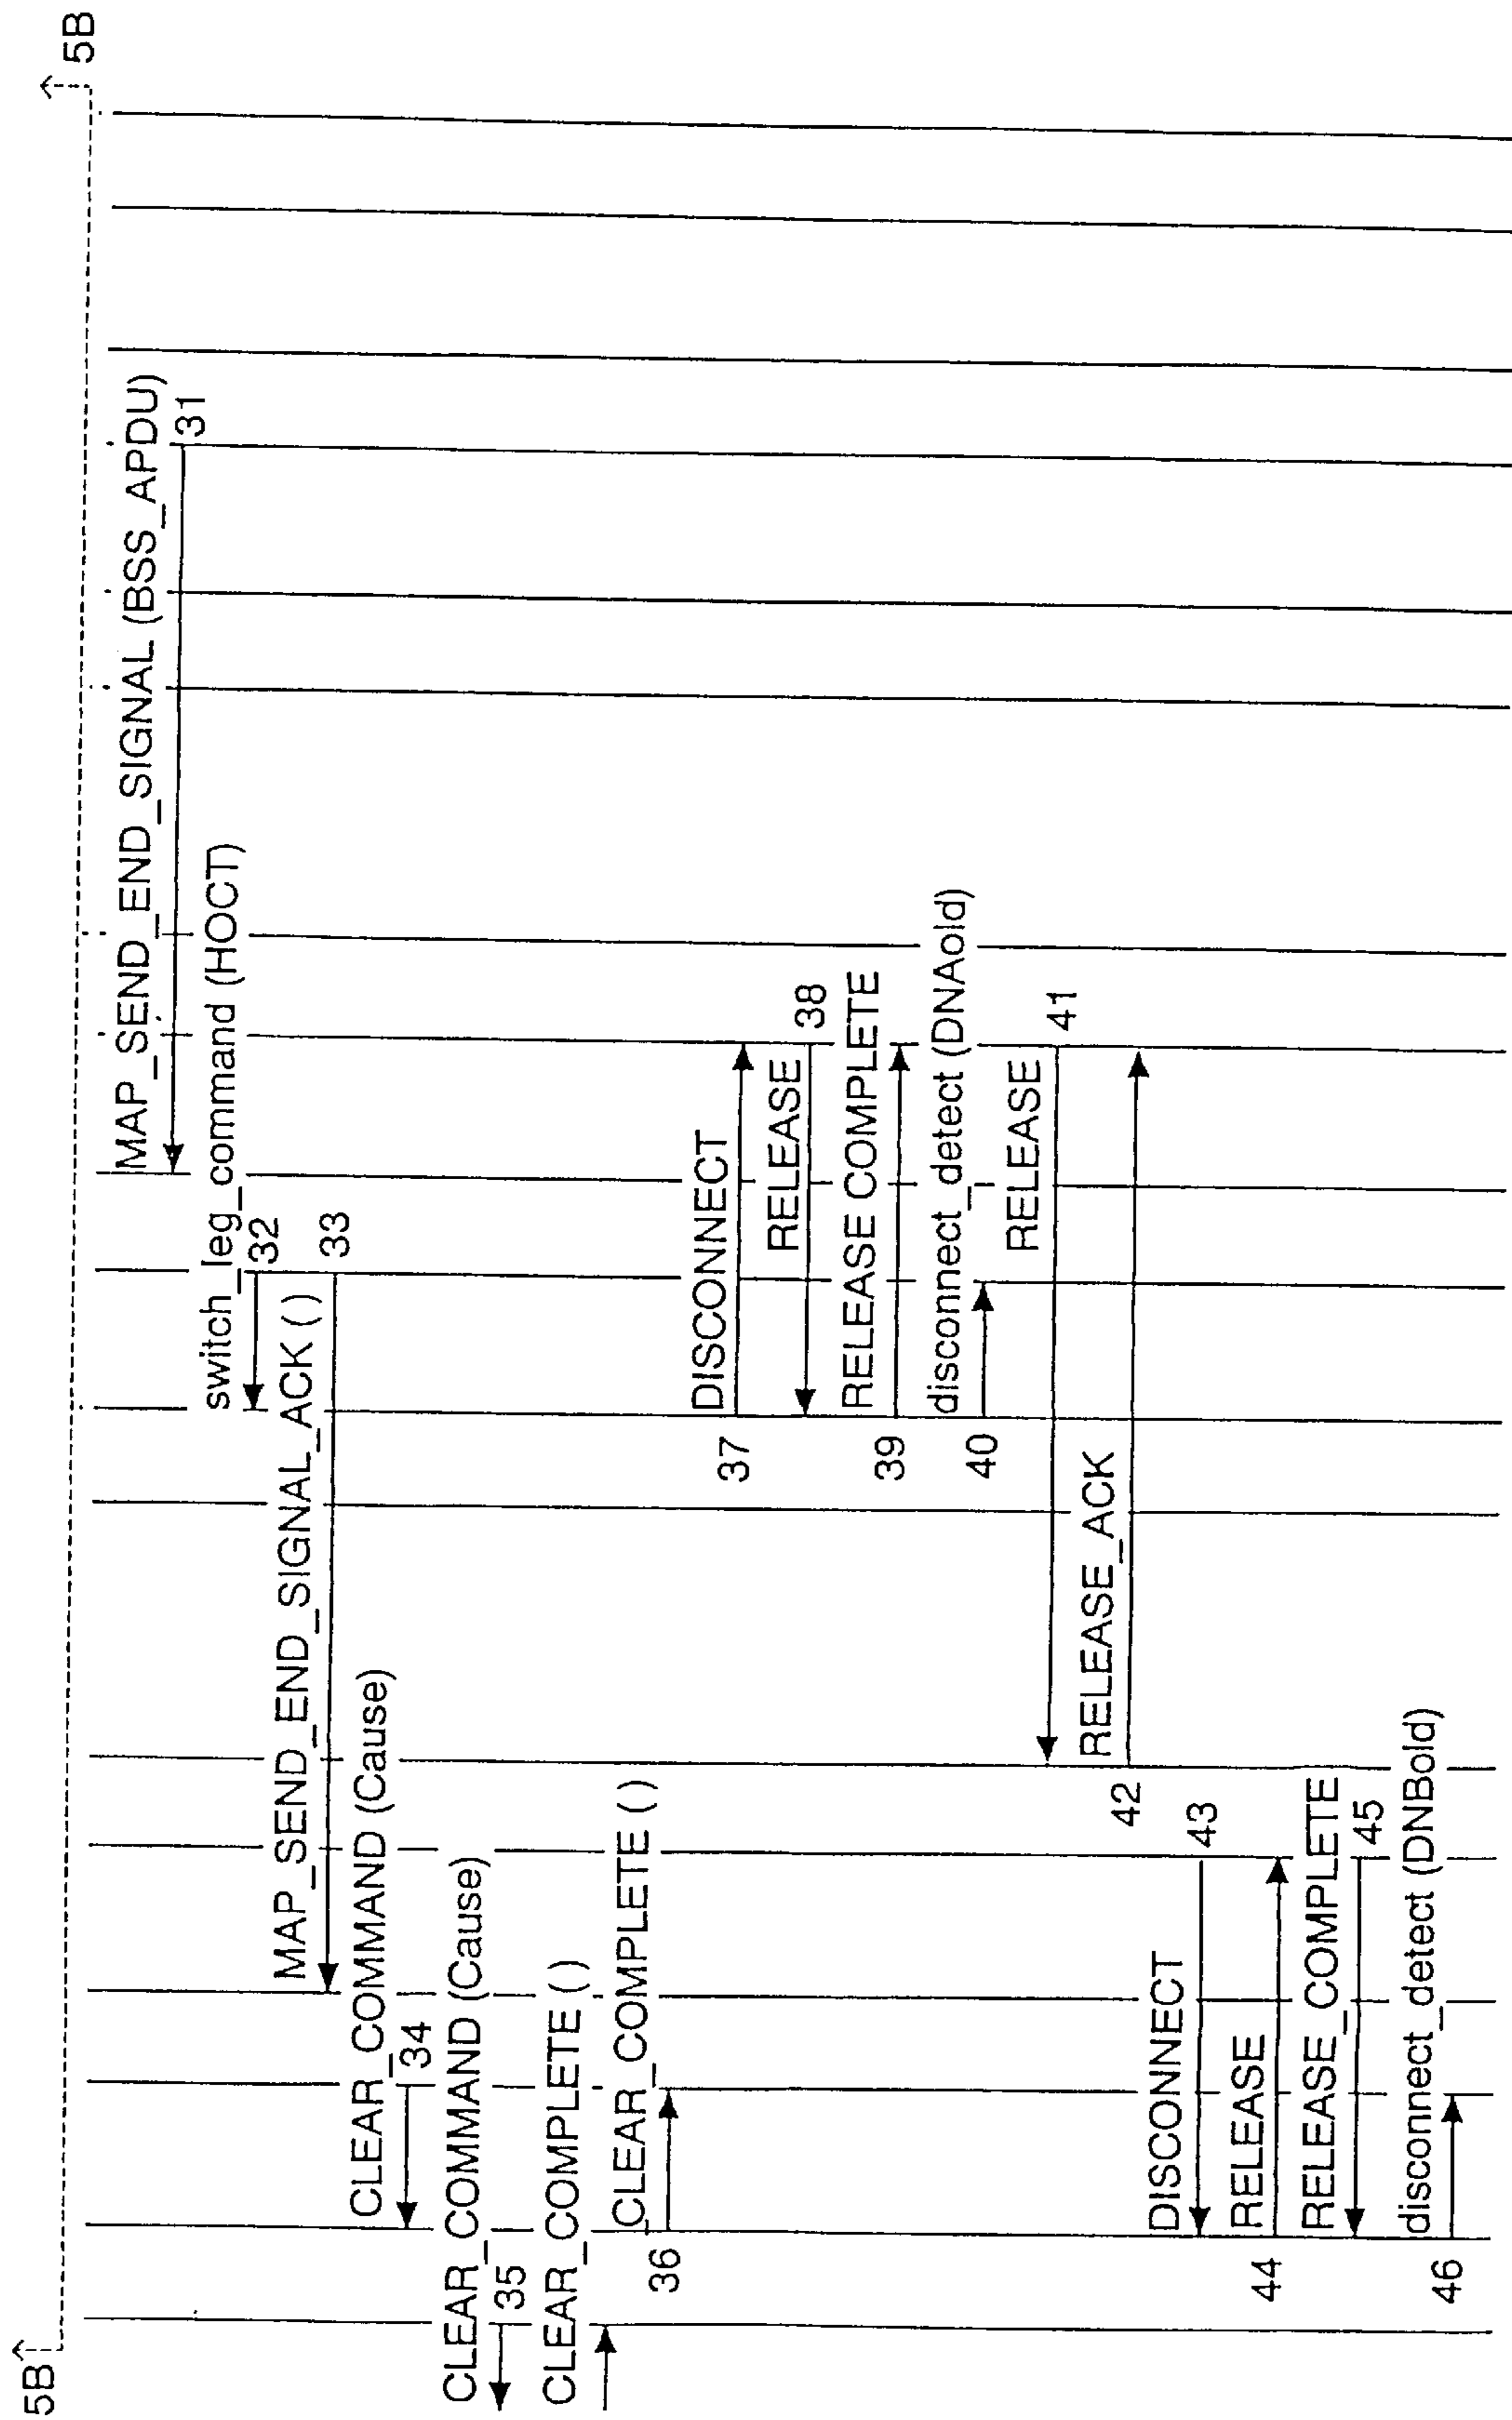 5B
5B
MAP_SEND_END_SIGNAL (BSS_APDU)
31
switch_leg_command (HOCT)
32
MAP_SEND_END_SIGNAL_ACK ( )
33
CLEAR_COMMAND (Cause)
34
CLEAR_COMMAND (Cause)
35
CLEAR_COMPLETE ( )
CLEAR_COMPLETE ( )
36
DISCONNECT
37
RELEASE
38
RELEASE COMPLETE
39
disconnect_detect (DNAold)
40
RELEASE
41
RELEASE_ACK
42
DISCONNECT
43
RELEASE
44
RELEASE_COMPLETE
45
disconnect_detect (DNBold)
46